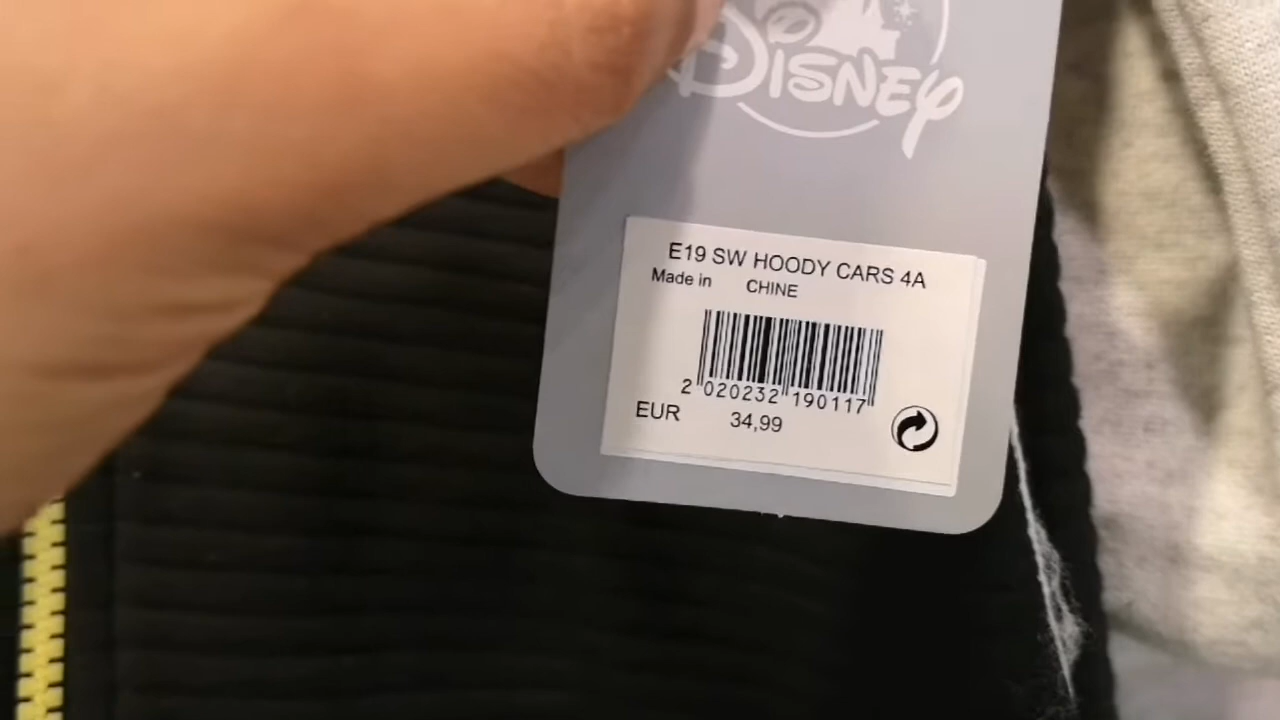 DISNEY
E19 SW HOODY CARS 4A
Made in CHINE
2 020232 190117
EUR 34,99